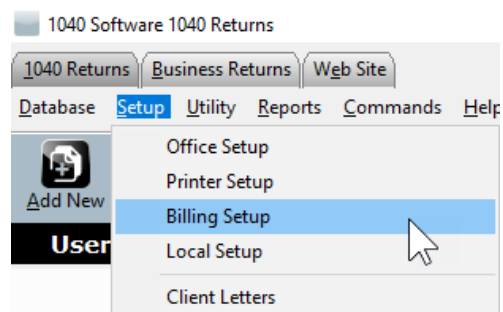 1040 Software 1040 Returns
1040 Returns Business Returns Web Site
Database Setup Utility Reports Commands Help
Office Setup
Printer Setup
Add New
Billing Setup
User
Local Setup
Client Letters